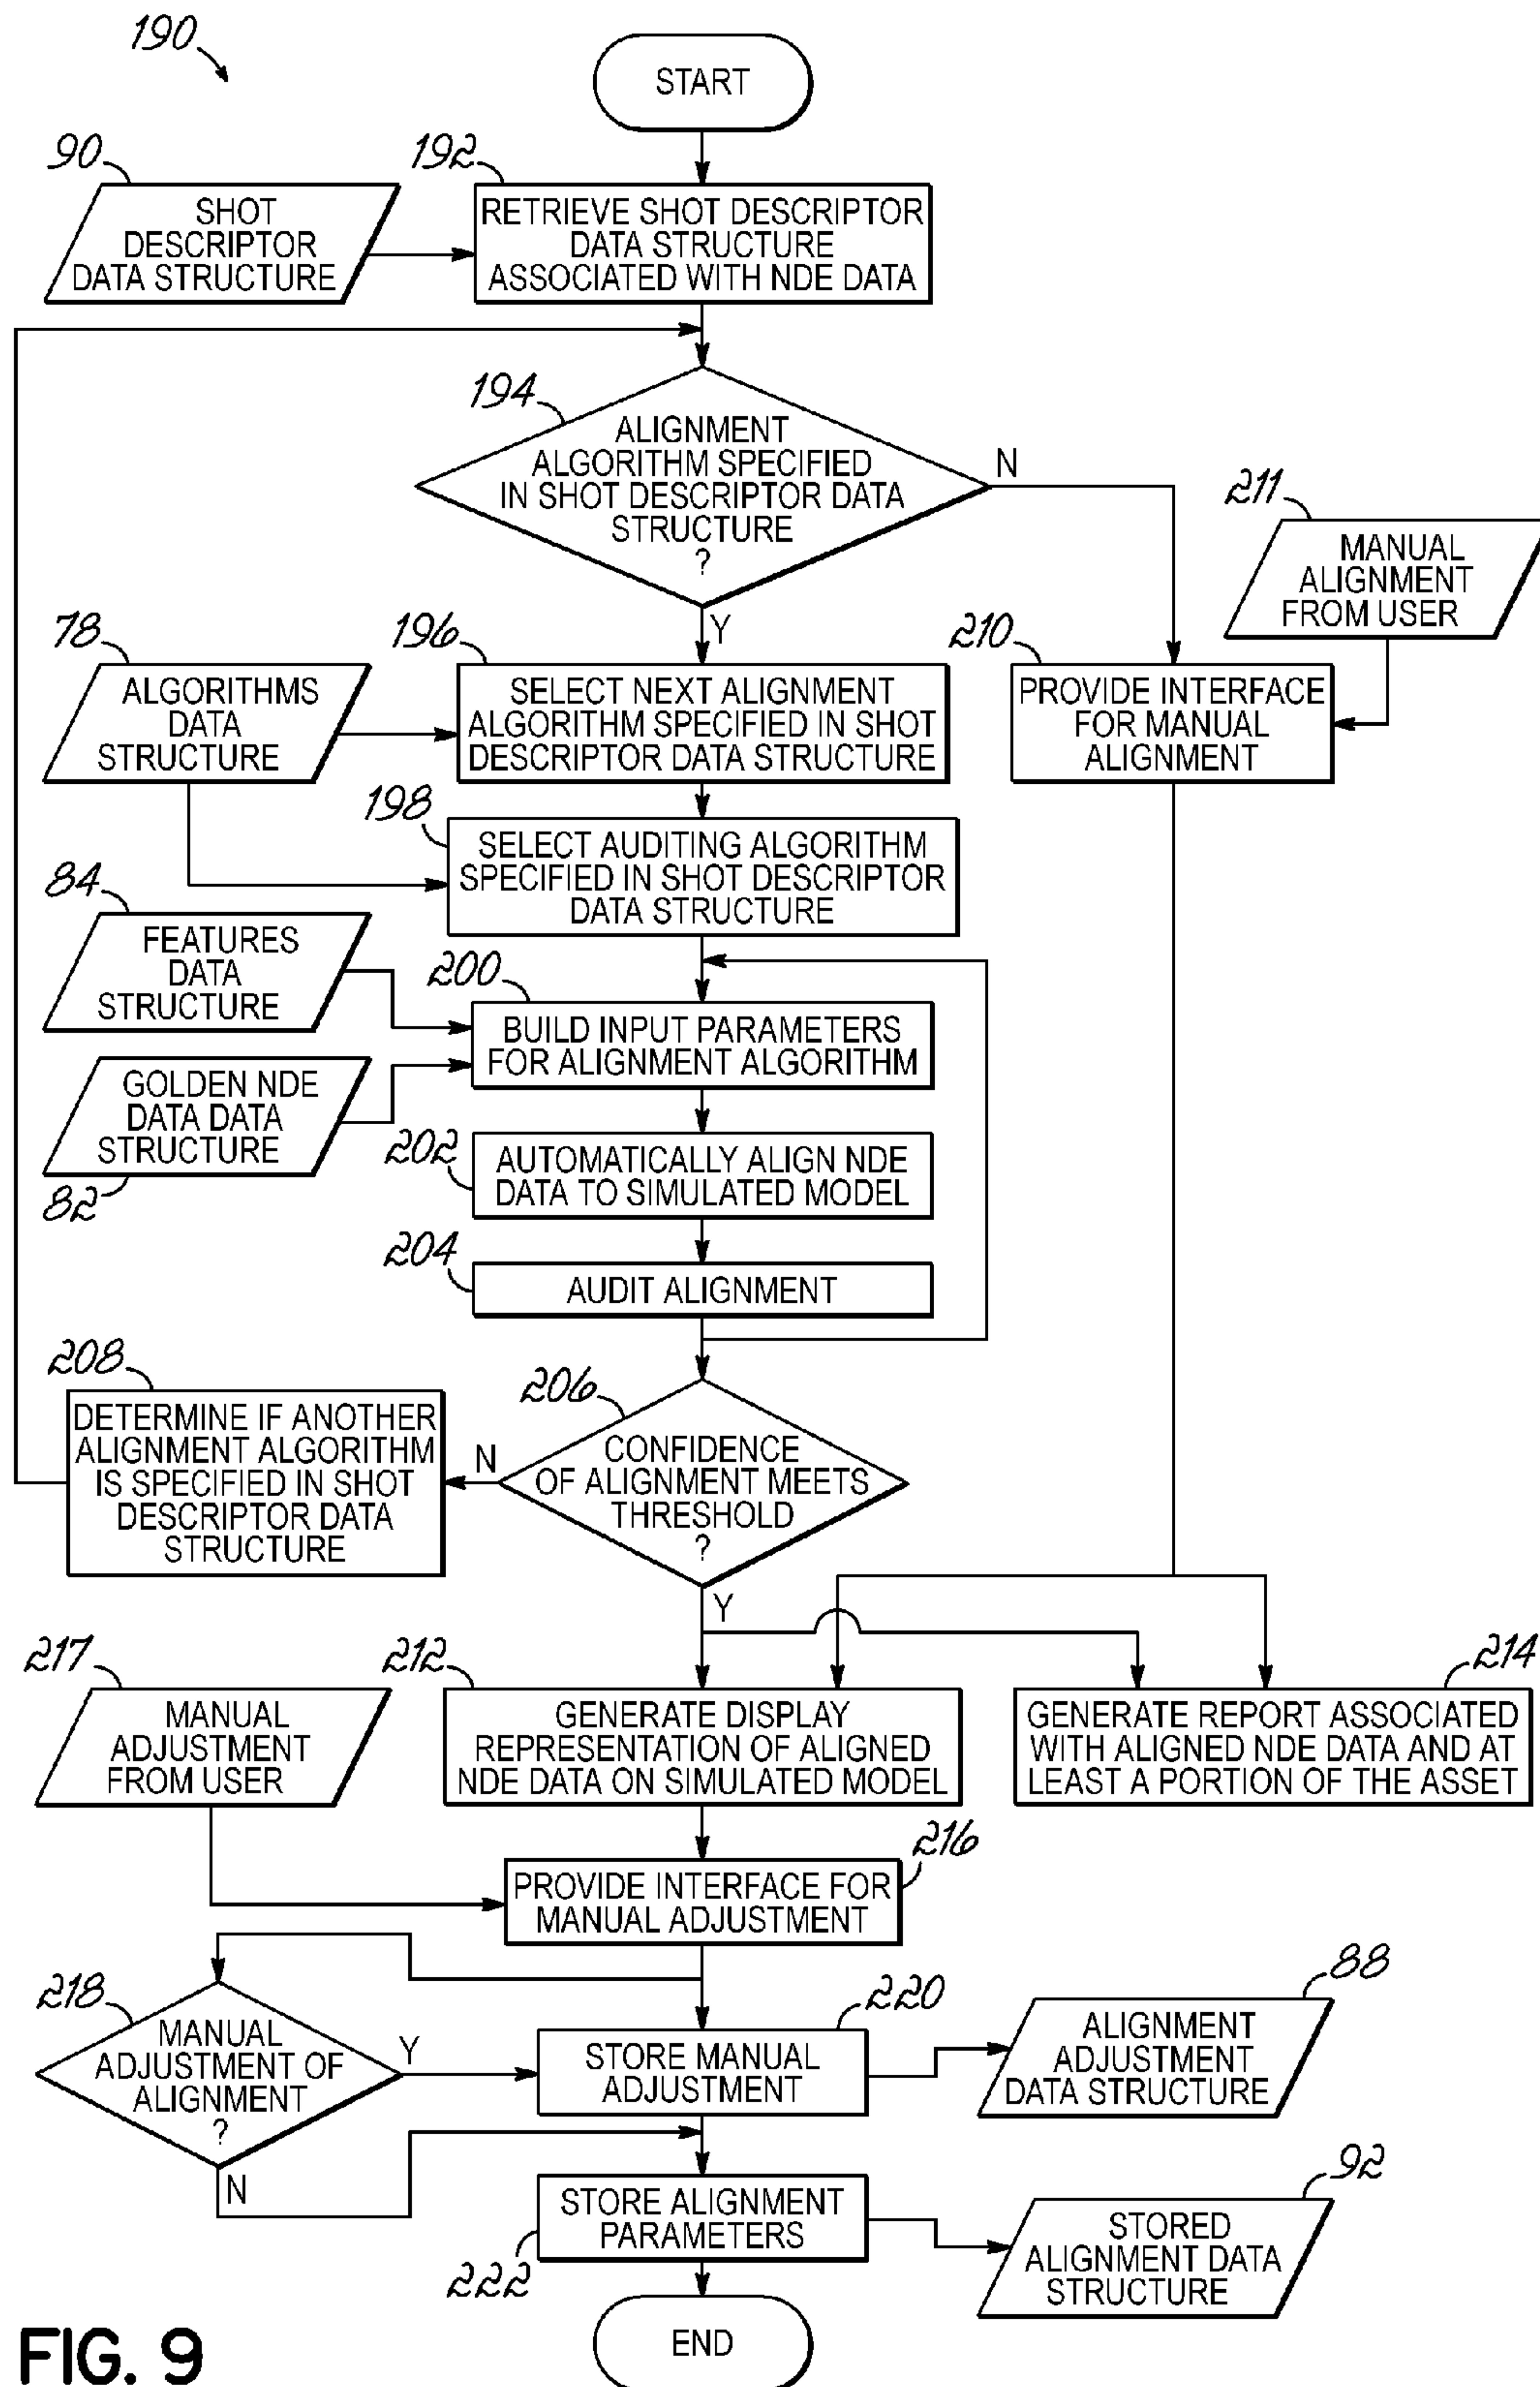 190
START
90
SHOT
DESCRIPTOR
DATA STRUCTURE
192
RETRIEVE SHOT DESCRIPTOR
DATA STRUCTURE
ASSOCIATED WITH NDE DATA
194
ALIGNMENT
ALGORITHM SPECIFIED
IN SHOT DESCRIPTOR DATA
STRUCTURE
?
N
Y
211
MANUAL
ALIGNMENT
FROM USER
78
ALGORITHMS
DATA
STRUCTURE
196
SELECT NEXT ALIGNMENT
ALGORITHM SPECIFIED IN SHOT
DESCRIPTOR DATA STRUCTURE
210
PROVIDE INTERFACE
FOR MANUAL
ALIGNMENT
198
SELECT AUDITING ALGORITHM
SPECIFIED IN SHOT DESCRIPTOR
DATA STRUCTURE
84
FEATURES
DATA
STRUCTURE
200
BUILD INPUT PARAMETERS
FOR ALIGNMENT ALGORITHM
GOLDEN NDE
DATA DATA
STRUCTURE
82
202
AUTOMATICALLY ALIGN NDE
DATA TO SIMULATED MODEL
204
AUDIT ALIGNMENT
208
DETERMINE IF ANOTHER
ALIGNMENT ALGORITHM
IS SPECIFIED IN SHOT
DESCRIPTOR DATA
STRUCTURE
206
N
CONFIDENCE
OF ALIGNMENT MEETS
THRESHOLD
?
Y
217
MANUAL
ADJUSTMENT
FROM USER
212
GENERATE DISPLAY
REPRESENTATION OF ALIGNED
NDE DATA ON SIMULATED MODEL
214
GENERATE REPORT ASSOCIATED
WITH ALIGNED NDE DATA AND AT
LEAST A PORTION OF THE ASSET
216
PROVIDE INTERFACE FOR
MANUAL ADJUSTMENT
218
MANUAL
ADJUSTMENT OF
ALIGNMENT
?
Y
N
220
STORE MANUAL
ADJUSTMENT
88
ALIGNMENT
ADJUSTMENT
DATA STRUCTURE
STORE ALIGNMENT
PARAMETERS
222
92
STORED
ALIGNMENT DATA
STRUCTURE
END
FIG. 9